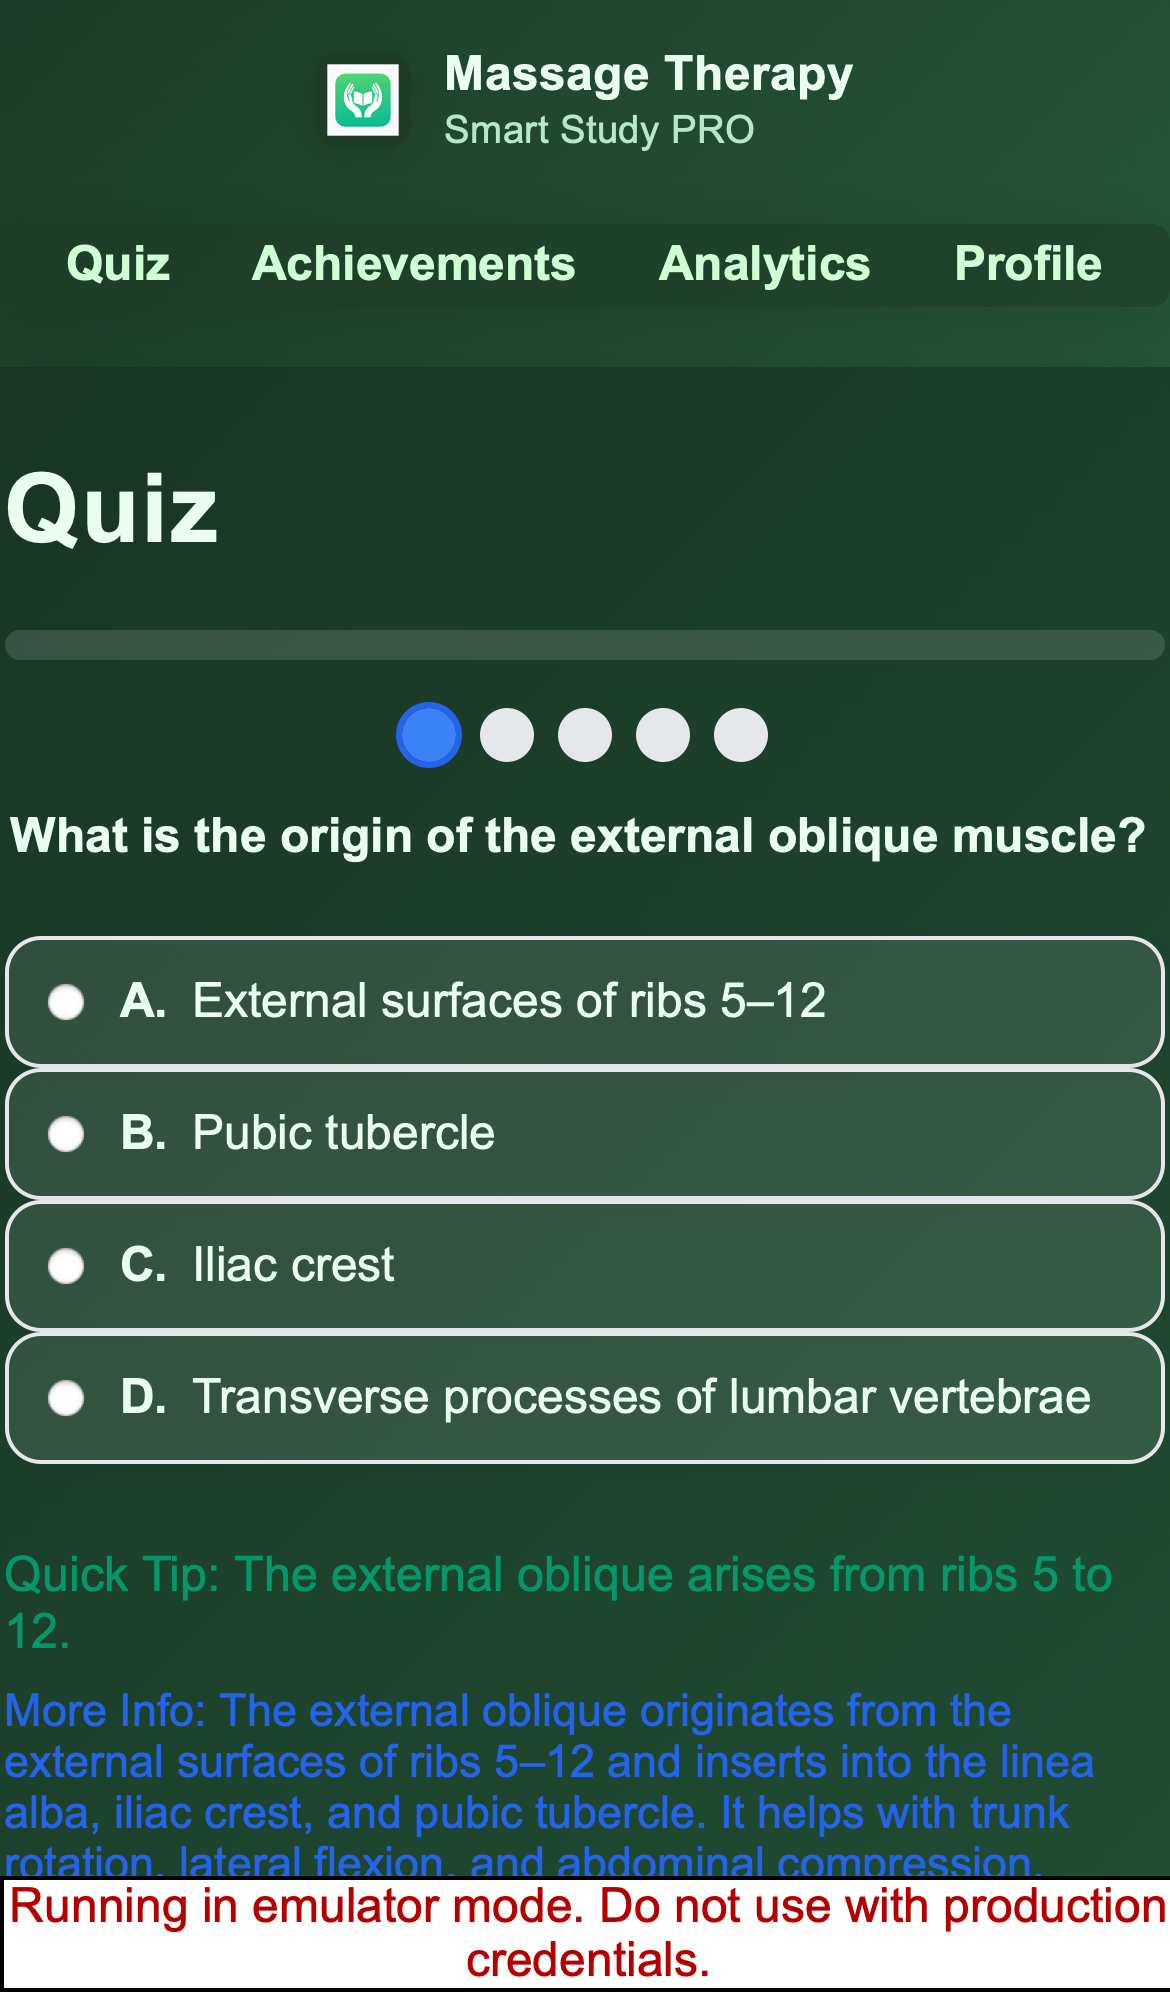 Massage Therapy
Smart Study PRO
Quiz Achievements Analytics Profile
Quiz
What is the origin of the external oblique muscle?
A. External surfaces of ribs 5–12
B. Pubic tubercle
C. Iliac crest
D. Transverse processes of lumbar vertebrae
Quick Tip: The external oblique arises from ribs 5 to
12.
More Info: The external oblique originates from the
external surfaces of ribs 5–12 and inserts into the linea
alba, iliac crest, and pubic tubercle. It helps with trunk
rotation, lateral flexion, and abdominal compression.
Running in emulator mode. Do not use with production
credentials.